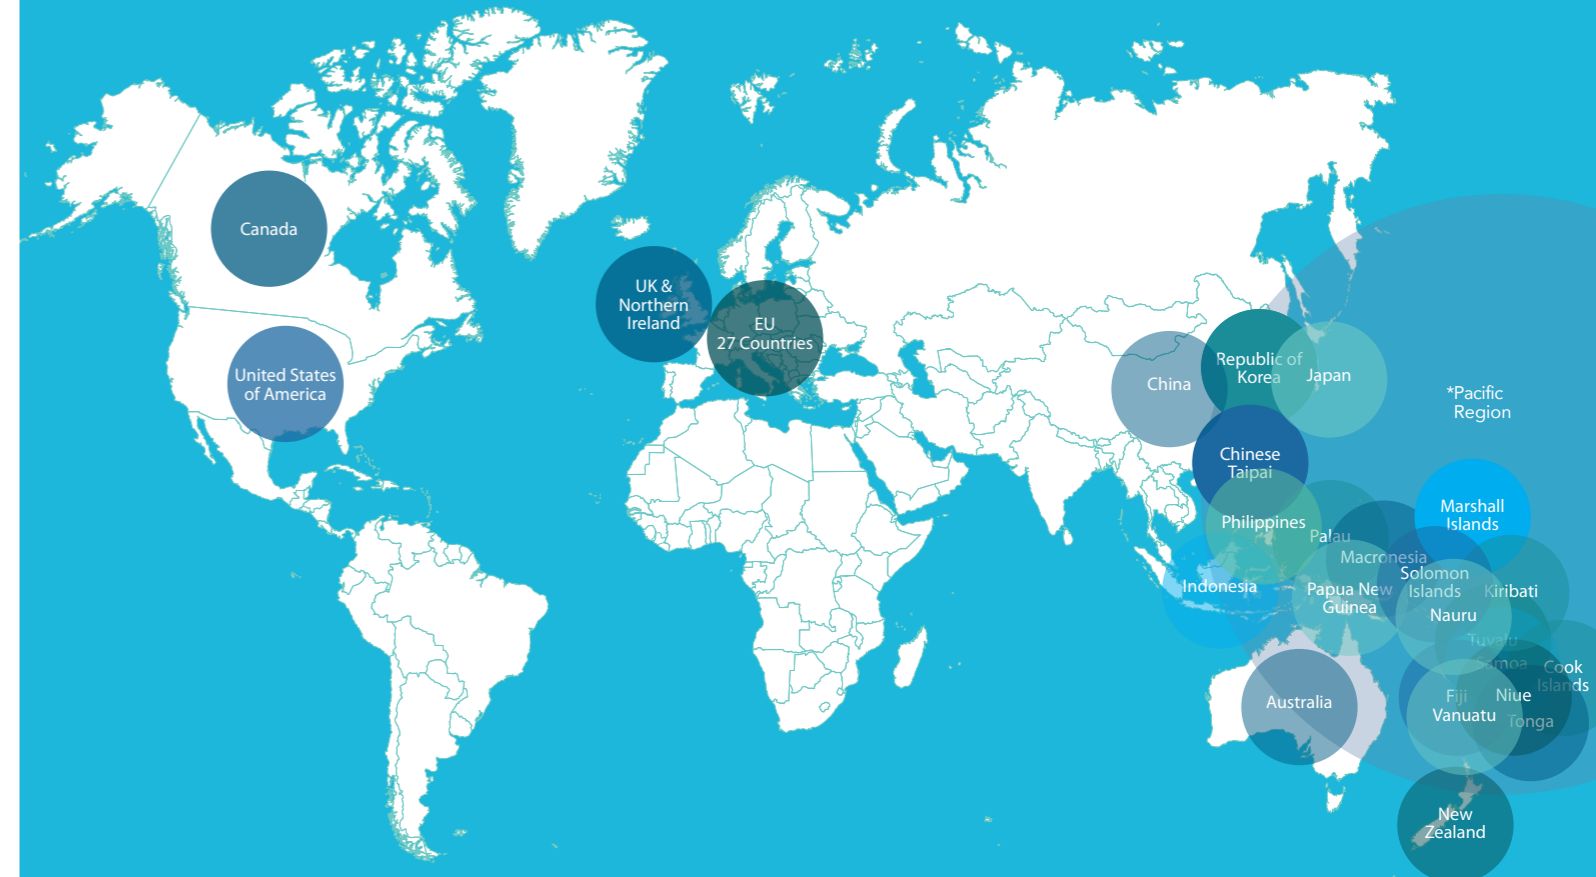 Canada
United States
of America
UK &
Northern
Ireland
EU
27 Countries
China
Republic of
Korea
Japan
*Pacific
Region
Chinese
Taipai
Philippines
Palau
Marshall
Islands
Macronesia
Indonesia
Papua New
Guinea
Solomon
Islands
Kiribati
Nauru
Tuvalu
Samoa
Cook
Islands
Australia
Fiji
Niue
Vanuatu
Tonga
New
Zealand